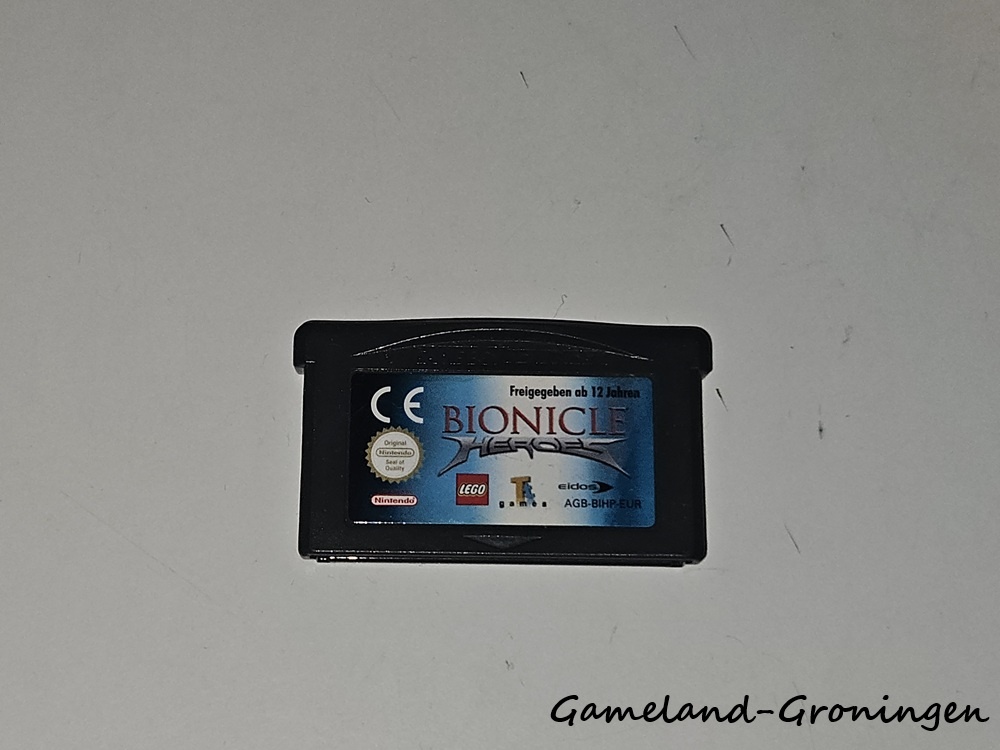 Freigegeben ab 12 Jahren
CE
BIONICLE
HEROES
Original
Nintendo
Seal of
Quality
Nintendo
LEGO
TT
games
eidos
AGB-BIHP-EUR
Gameland-Groningen